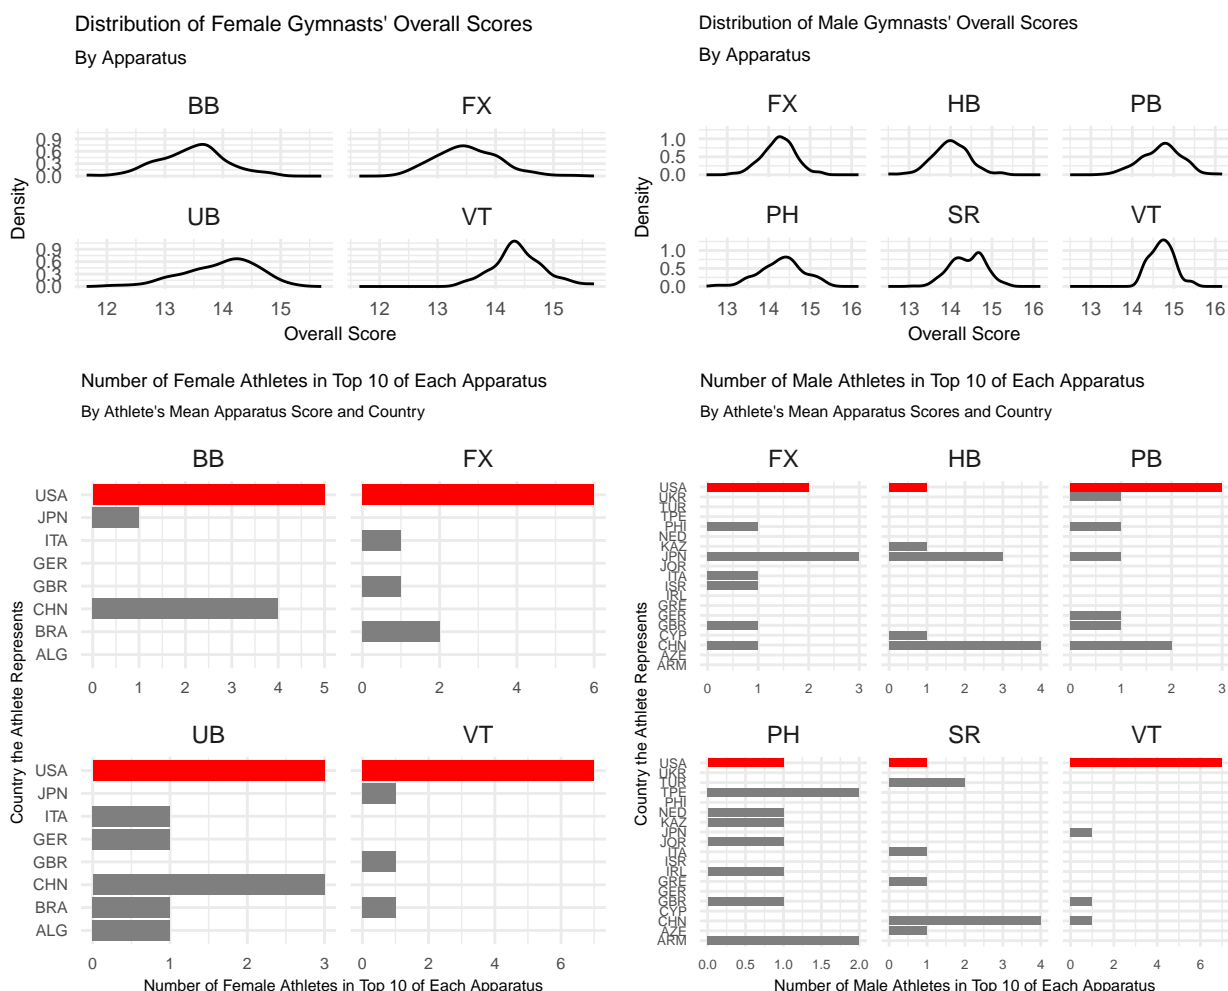 Distribution of Female Gymnasts' Overall Scores
By Apparatus
BB FX
0.9
0.6
0.3
0.0
UB VT
0.9
0.6
0.3
0.0
12 13 14 15 12 13 14 15
Density
Overall Score
Distribution of Male Gymnasts' Overall Scores
By Apparatus
FX HB PB
1.0
0.5
0.0
PH SR VT
1.0
0.5
0.0
13 14 15 16 13 14 15 16 13 14 15 16
Density
Overall Score
Number of Female Athletes in Top 10 of Each Apparatus
By Athlete's Mean Apparatus Score and Country
BB FX
USA
JPN
ITA
GER
GBR
CHN
BRA
ALG
0 1 2 3 4 5 0 2 4 6
UB VT
USA
JPN
ITA
GER
GBR
CHN
BRA
ALG
0 1 2 3 0 2 4 6
Country the Athlete Represents
Number of Female Athletes in Top 10 of Each Apparatus
Number of Male Athletes in Top 10 of Each Apparatus
By Athlete's Mean Apparatus Scores and Country
FX HB PB
USA
UKR
TUR
TPE
PHI
NED
KAZ
JPN
JOR
ITA
ISR
IRL
GRE
GER
GBR
CYP
CHN
AZE
ARM
0 1 2 3 0 1 2 3 4 0 1 2 3
PH SR VT
USA
UKR
TUR
TPE
PHI
NED
KAZ
JPN
JOR
ITA
ISR
IRL
GRE
GER
GBR
CYP
CHN
AZE
ARM
0.0 0.5 1.0 1.5 2.0 0 1 2 3 4 0 2 4 6
Country the Athlete Represents
Number of Male Athletes in Top 10 of Each Apparatus